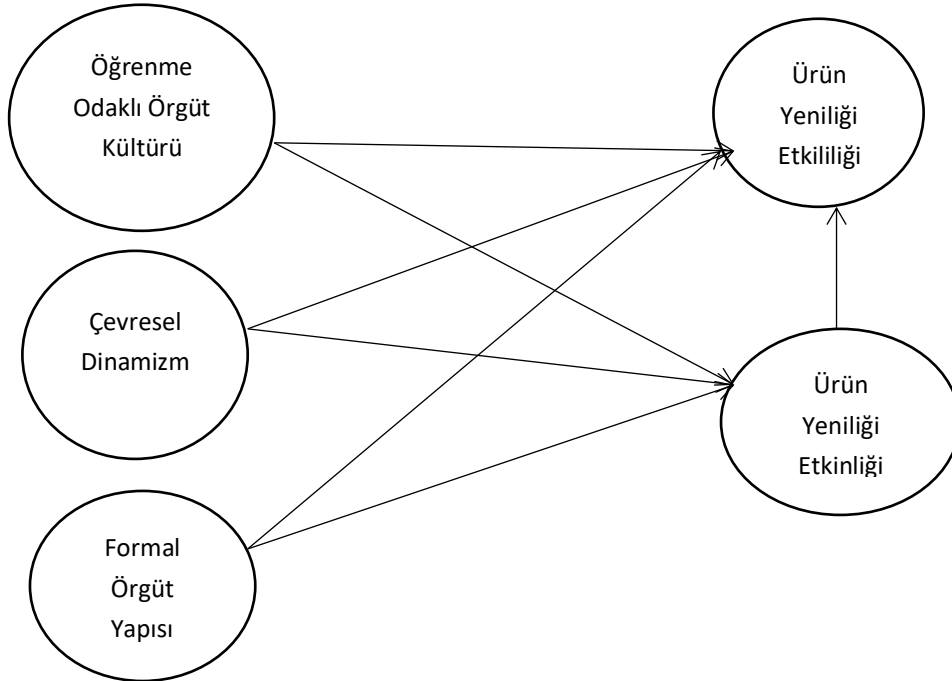 Öğrenme
Odaklı Örgüt
Kültürü
Ürün
Yeniliği
Etkililiği
Çevresel
Dinamizm
Ürün
Yeniliği
Etkinliği
Formal
Örgüt
Yapısı